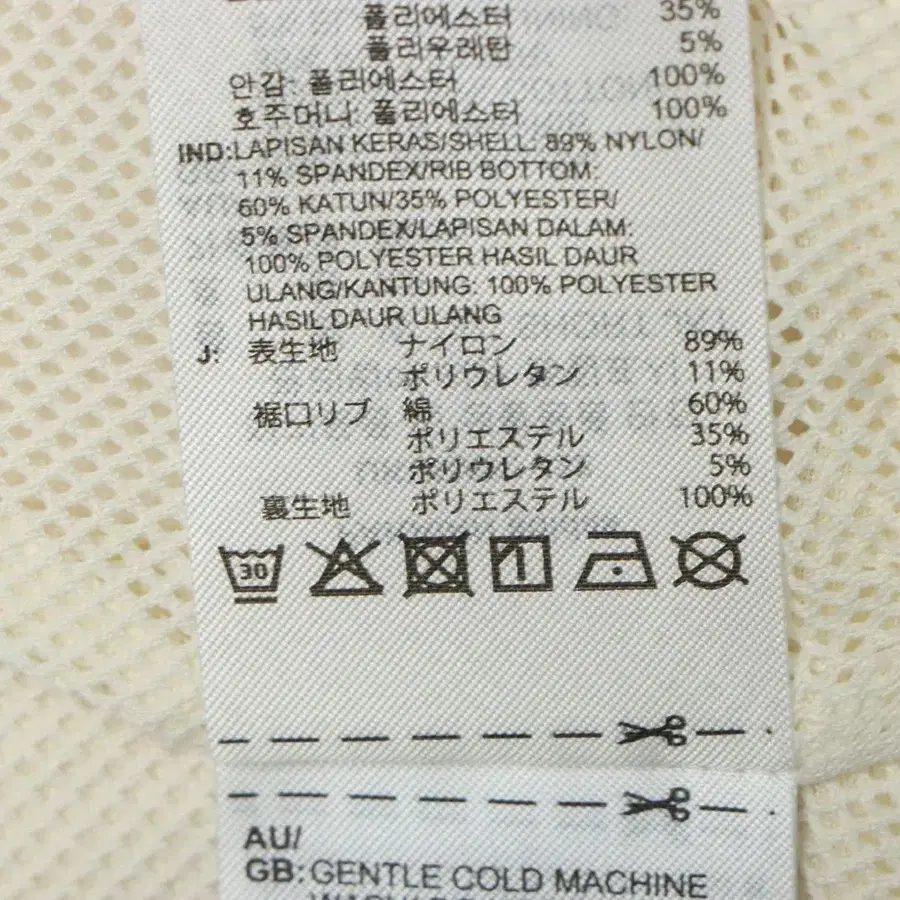 폴리에스터 35%
폴리우레탄 5%
안감: 폴리에스터 100%
호주머니: 폴리에스터 100%
IND:LAPISAN KERAS/SHELL: 89% NYLON/
11% SPANDEX/RIB BOTTOM:
60% KATUN/35% POLYESTER/
5% SPANDEX/LAPISAN DALAM:
100% POLYESTER HASIL DAUR
ULANG/KANTUNG: 100% POLYESTER
HASIL DAUR ULANG
J: 表生地 ナイロン 89%
ポリウレタン 11%
裾口リブ 綿 60%
ポリエステル 35%
ポリウレタン 5%
裏生地 ポリエステル 100%
30
AU/
GB:GENTLE COLD MACHINE